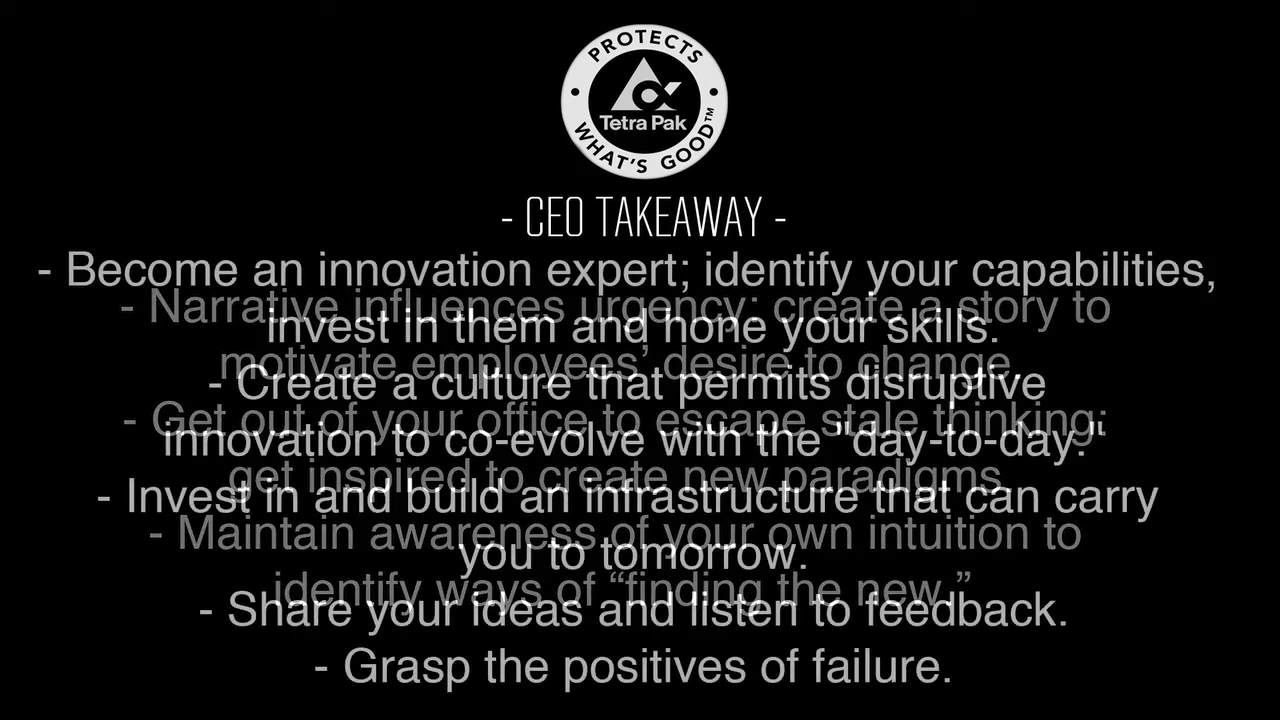 PROTECTS
Tetra Pak
WHAT'S GOOD™
- CEO TAKEAWAY -
- Become an innovation expert; identify your capabilities,
invest in them and hone your skills.
- Create a culture that permits disruptive
innovation to co-evolve with the "day-to-day."
- Invest in and build an infrastructure that can carry
you to tomorrow.
- Share your ideas and listen to feedback.
- Grasp the positives of failure.
- Narrative influences urgency; create a story to
motivate employees’ desire to change.
- Get out of your office to escape stale thinking;
get inspired to create new paradigms.
- Maintain awareness of your own intuition to
identify ways of “finding the new.”